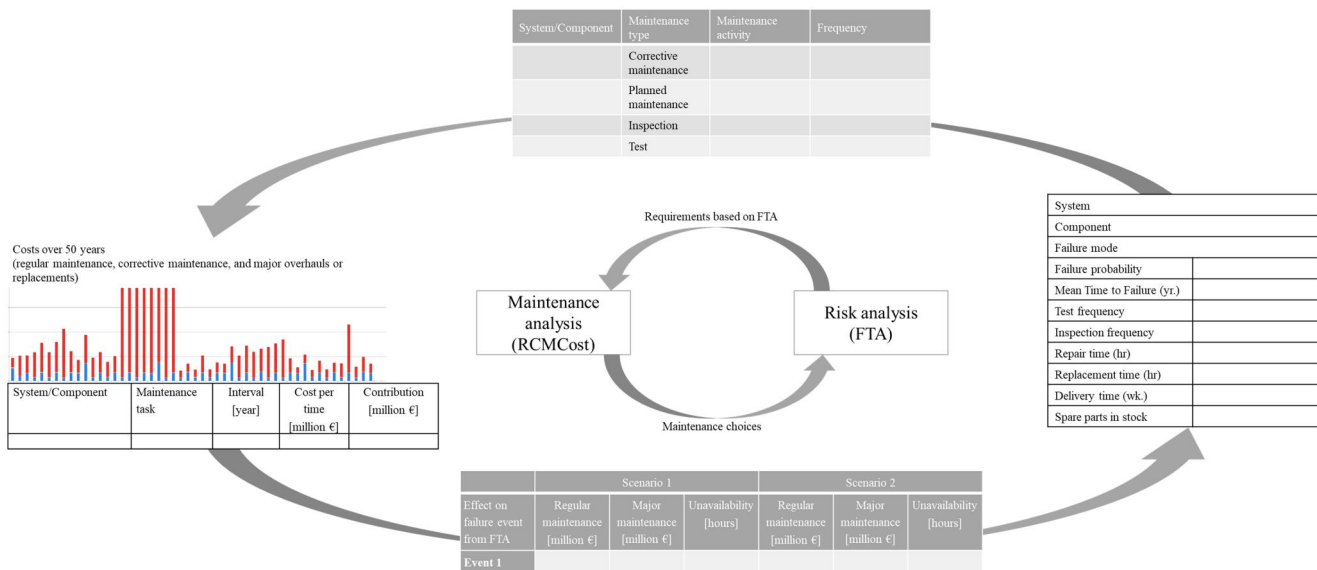 System/Component Maintenance type Maintenance activity Frequency
Corrective maintenance
Planned maintenance
Inspection
Test
Costs over 50 years
(regular maintenance, corrective maintenance, and major overhauls or
replacements)
System/Component Maintenance task Interval [year] Cost per time [million €] Contribution [million €]
Requirements based on FTA
Maintenance
analysis
(RCMCost)
Risk analysis
(FTA)
Maintenance choices
System
Component
Failure mode
Failure probability
Mean Time to Failure (yr.)
Test frequency
Inspection frequency
Repair time (hr)
Replacement time (hr)
Delivery time (wk.)
Spare parts in stock
Scenario 1 Scenario 2
Effect on failure event from FTA Regular maintenance [million €] Major maintenance [million €] Unavailability [hours] Regular maintenance [million €] Major maintenance [million €] Unavailability [hours]
Event 1